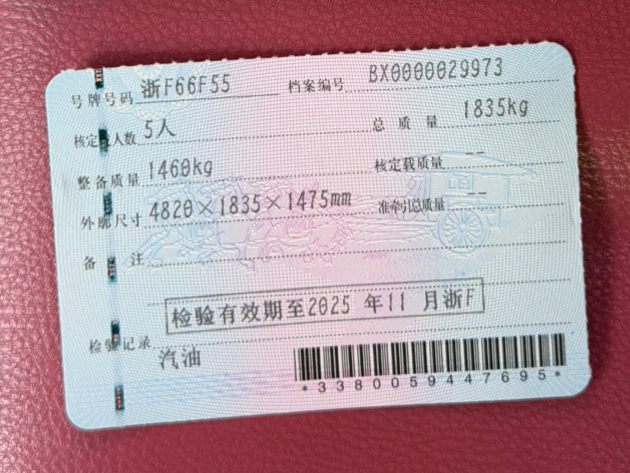 号牌号码 浙F66F55 档案编号 BX0000029973
核定载人数 5人 总质量 1835kg
整备质量 1460kg 核定载质量 --
外廓尺寸 4820×1835×1475mm 准牵引总质量 --
备注
检验有效期至2025年11月浙F
检验记录
汽油
*3380059447695*